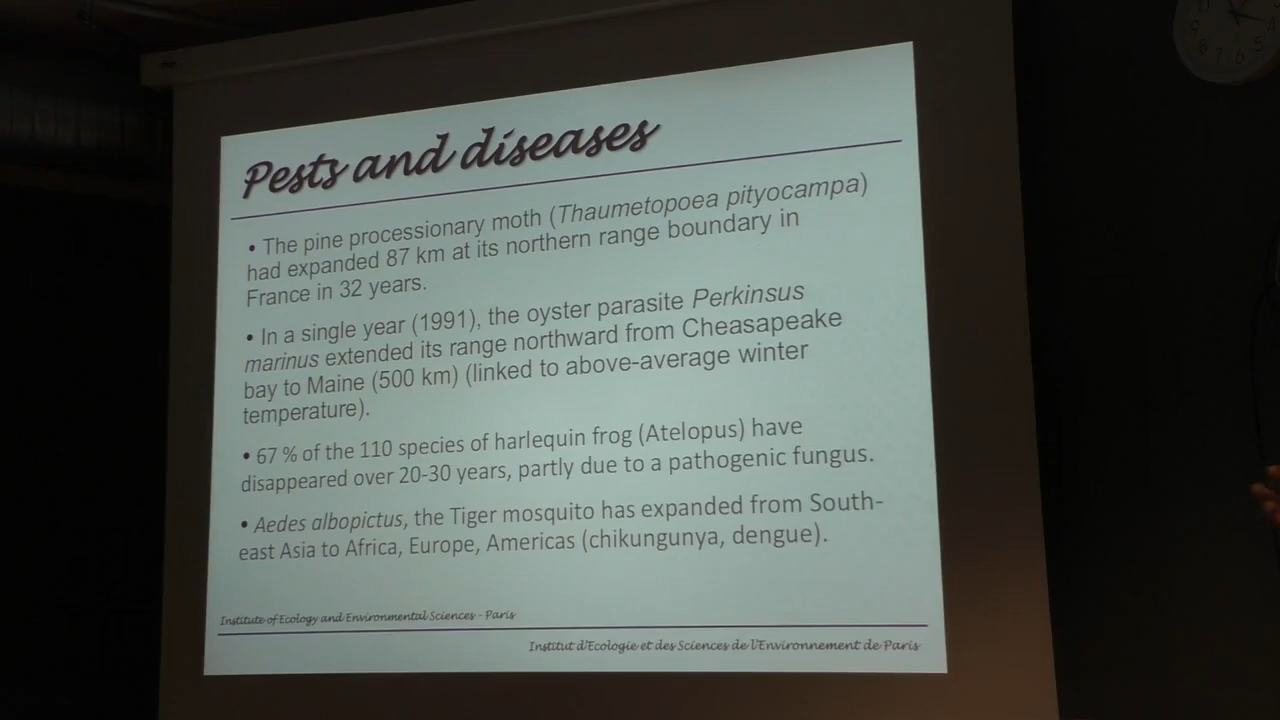 Pests and diseases
• The pine processionary moth (Thaumetopoea pityocampa)
had expanded 87 km at its northern range boundary in
France in 32 years.
• In a single year (1991), the oyster parasite Perkinsus
marinus extended its range northward from Cheasapeake
bay to Maine (500 km) (linked to above-average winter
temperature).
• 67 % of the 110 species of harlequin frog (Atelopus) have
disappeared over 20-30 years, partly due to a pathogenic fungus.
• Aedes albopictus, the Tiger mosquito has expanded from South-
east Asia to Africa, Europe, Americas (chikungunya, dengue).
Institute of Ecology and Environmental Sciences - Paris
Institut d'Ecologie et des Sciences de l'Environnement de Paris